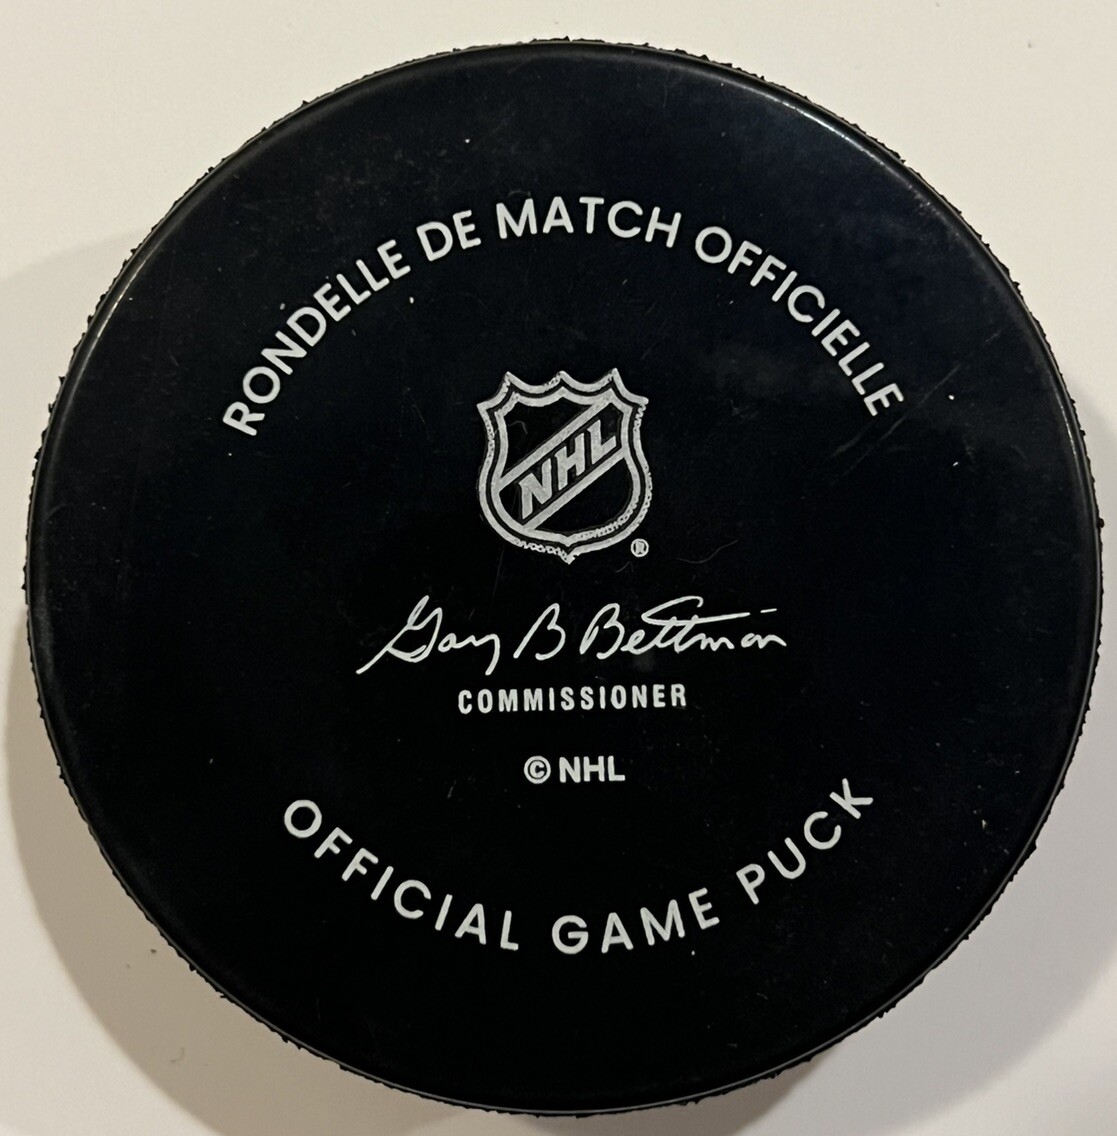 RONDELLE DE MATCH OFFICIELLE
NHL
®
Gary B Bettman
COMMISSIONER
© NHL
OFFICIAL GAME PUCK